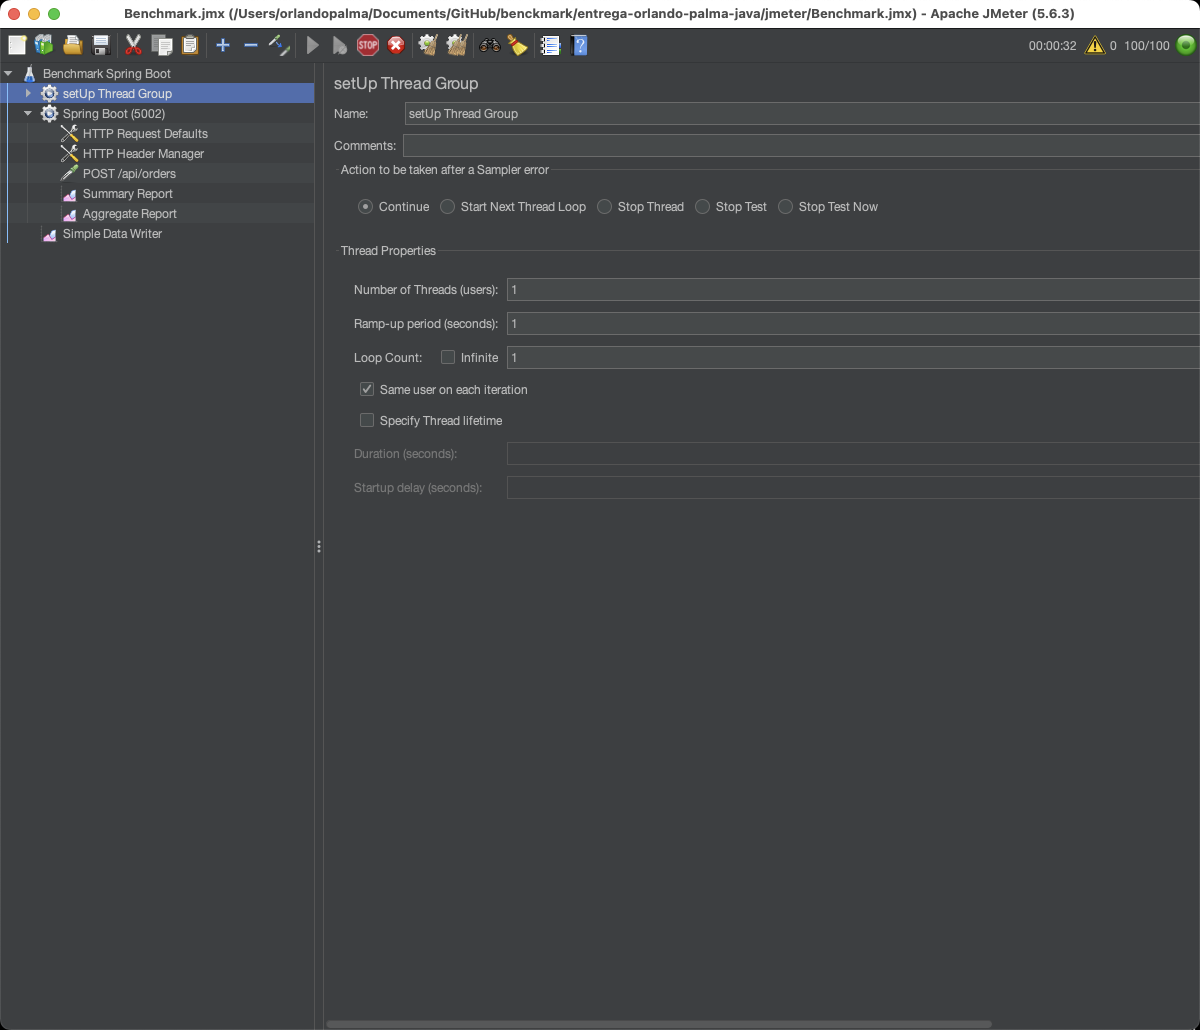 Benchmark.jmx (/Users/orlandopalma/Documents/GitHub/benckmark/entrega-orlando-palma-java/jmeter/Benchmark.jmx) - Apache JMeter (5.6.3)
STOP 00:00:32 0 100/100
Benchmark Spring Boot
setUp Thread Group
Spring Boot (5002)
HTTP Request Defaults
HTTP Header Manager
POST /api/orders
Summary Report
Aggregate Report
Simple Data Writer
setUp Thread Group
Name: setUp Thread Group
Comments:
Action to be taken after a Sampler error
Continue Start Next Thread Loop Stop Thread Stop Test Stop Test Now
Thread Properties
Number of Threads (users): 1
Ramp-up period (seconds): 1
Loop Count: Infinite 1
Same user on each iteration
Specify Thread lifetime
Duration (seconds):
Startup delay (seconds):